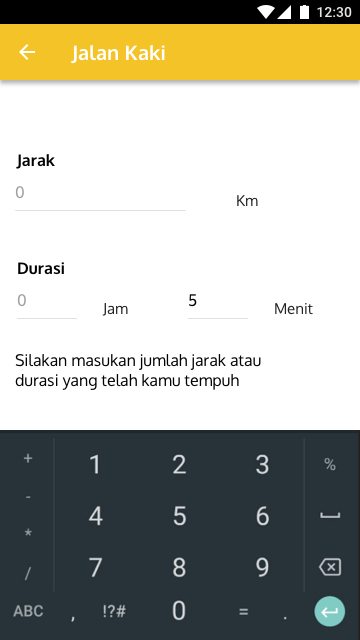 12:30
Jalan Kaki
Jarak
0 Km
Durasi
0 Jam 5 Menit
Silakan masukan jumlah jarak atau
durasi yang telah kamu tempuh
+ 1 2 3 %
- 4 5 6
* 7 8 9
/
ABC , !?# 0 = .